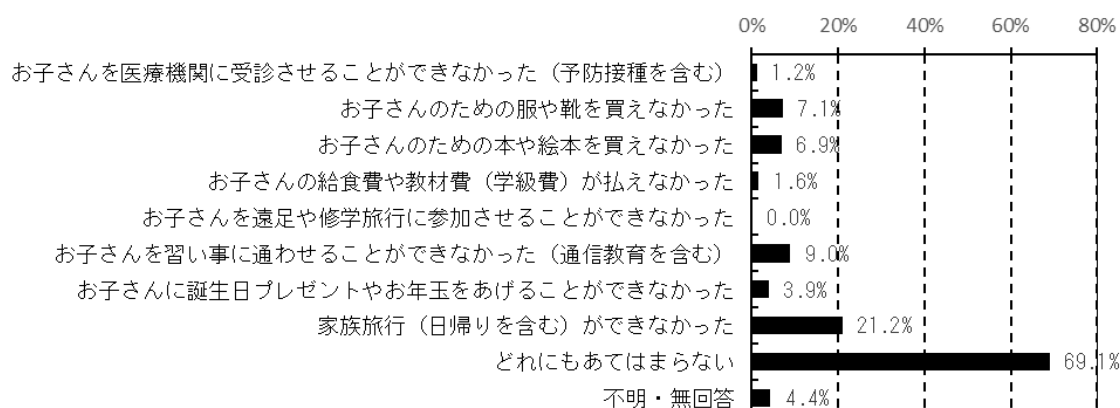 0% 20% 40% 60% 80%
お子さんを医療機関に受診させることができなかった（予防接種を含む） 1.2%
お子さんのための服や靴を買えなかった 7.1%
お子さんのための本や絵本を買えなかった 6.9%
お子さんの給食費や教材費（学級費）が払えなかった 1.6%
お子さんを遠足や修学旅行に参加させることができなかった 0.0%
お子さんを習い事に通わせることができなかった（通信教育を含む） 9.0%
お子さんに誕生日プレゼントやお年玉をあげることができなかった 3.9%
家族旅行（日帰りを含む）ができなかった 21.2%
どれにもあてはまらない 69.1%
不明・無回答 4.4%